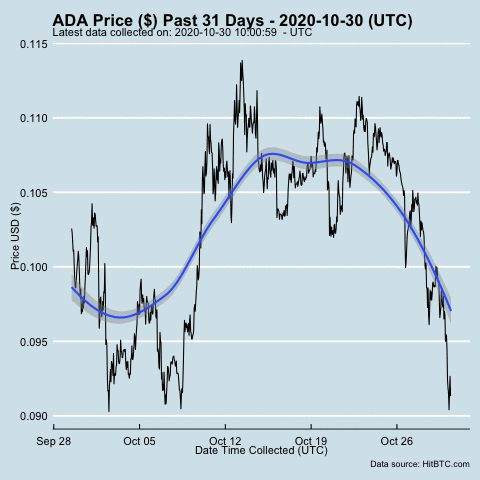 ADA Price ($) Past 31 Days - 2020-10-30 (UTC)
Latest data collected on: 2020-10-30 10:00:59  - UTC
0.115
0.110
0.105
0.100
0.095
0.090
Price USD ($)
Sep 28 Oct 05 Oct 12 Oct 19 Oct 26
Date Time Collected (UTC)
Data source: HitBTC.com